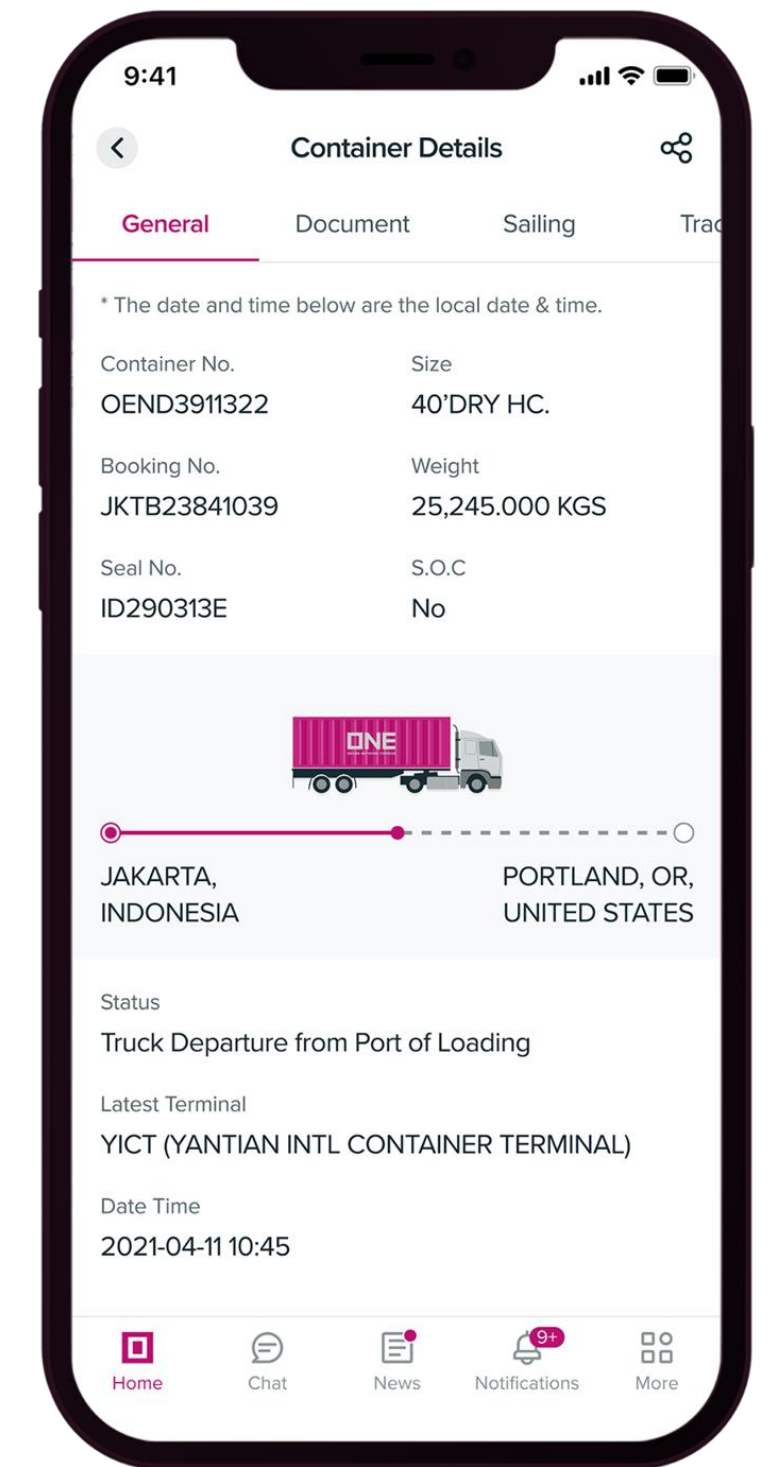 9:41
Container Details
General Document Sailing Trac
* The date and time below are the local date & time.
Container No. Size
OEND3911322 40’DRY HC.
Booking No. Weight
JKTB23841039 25,245.000 KGS
Seal No. S.O.C
ID290313E No
ONE
JAKARTA, PORTLAND, OR,
INDONESIA UNITED STATES
Status
Truck Departure from Port of Loading
Latest Terminal
YICT (YANTIAN INTL CONTAINER TERMINAL)
Date Time
2021-04-11 10:45
9+
Home Chat News Notifications More